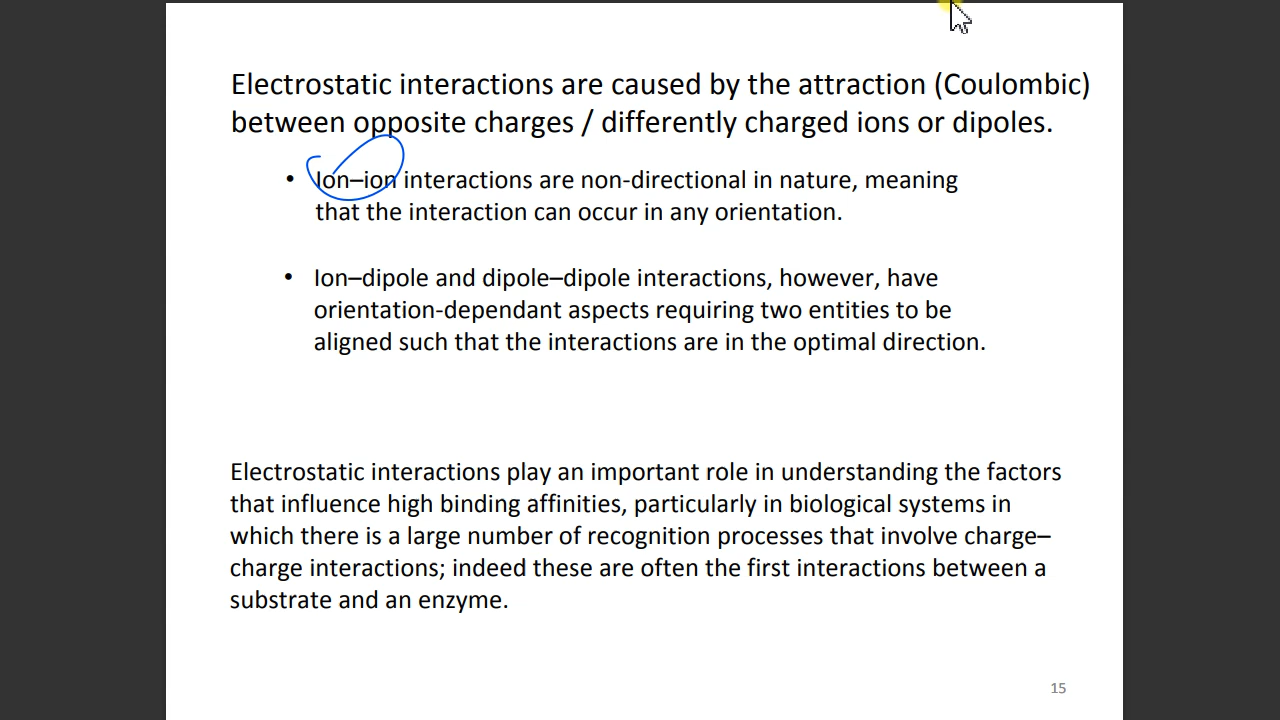 Electrostatic interactions are caused by the attraction (Coulombic)
between opposite charges / differently charged ions or dipoles.
• Ion–ion interactions are non-directional in nature, meaning
that the interaction can occur in any orientation.
• Ion–dipole and dipole–dipole interactions, however, have
orientation-dependant aspects requiring two entities to be
aligned such that the interactions are in the optimal direction.
Electrostatic interactions play an important role in understanding the factors
that influence high binding affinities, particularly in biological systems in
which there is a large number of recognition processes that involve charge–
charge interactions; indeed these are often the first interactions between a
substrate and an enzyme.
15